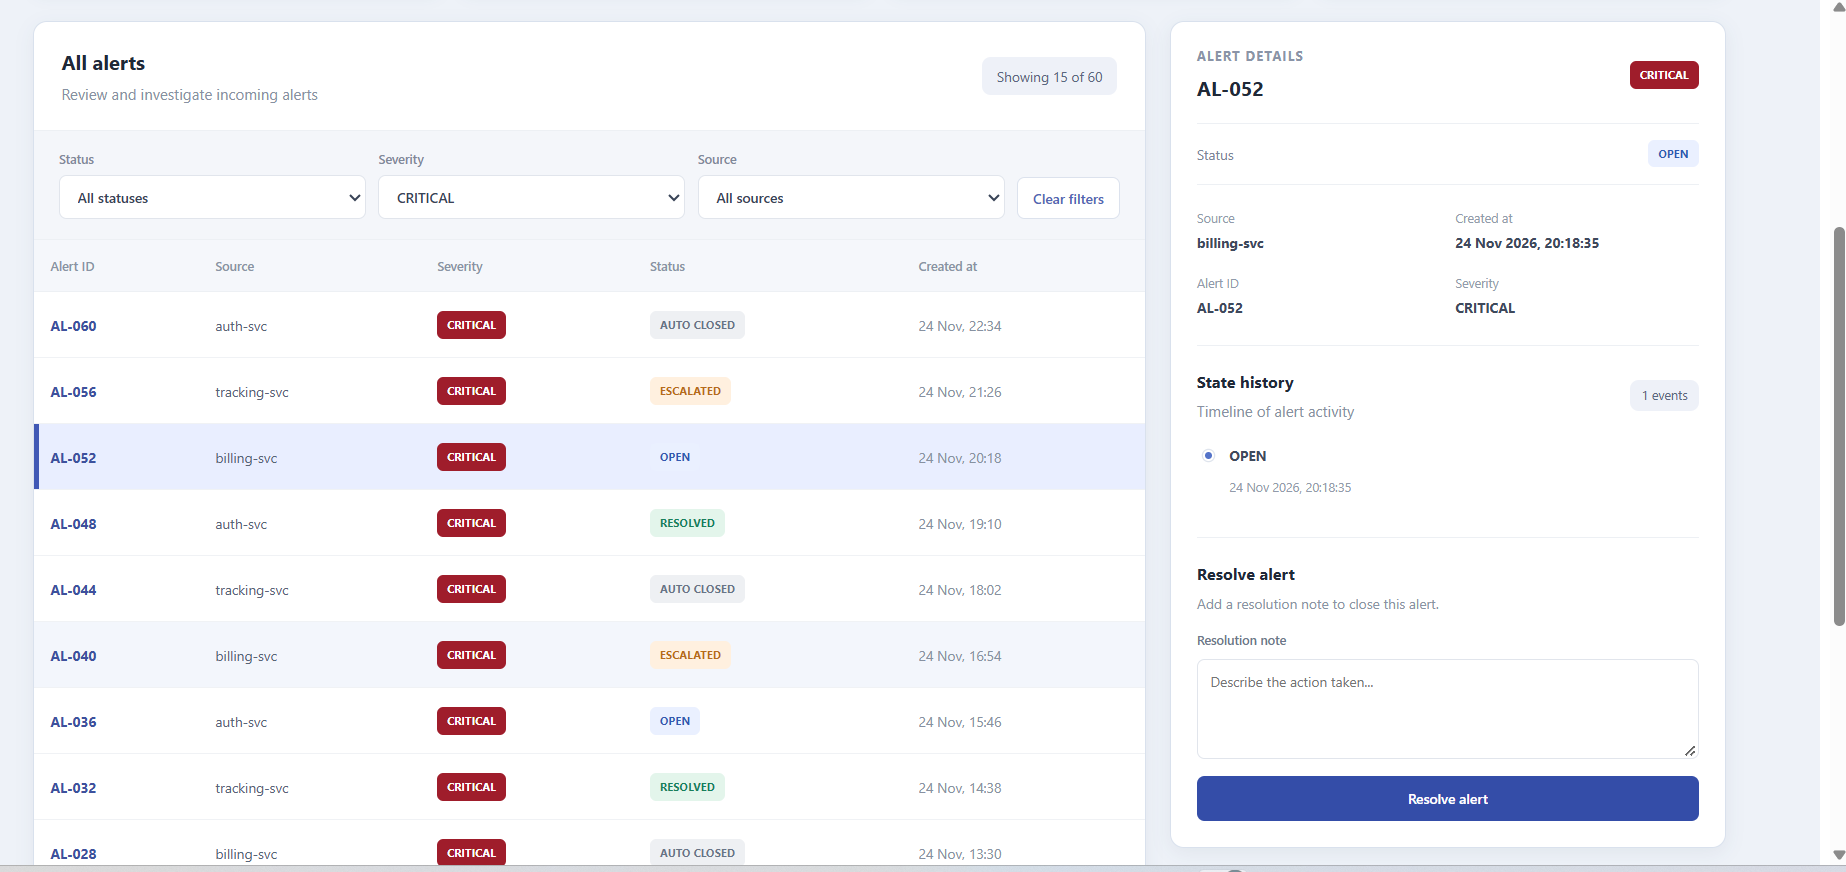 All alerts
Review and investigate incoming alerts
Showing 15 of 60
Status Severity Source
All statuses CRITICAL All sources Clear filters
Alert ID Source Severity Status Created at
AL-060 auth-svc CRITICAL AUTO CLOSED 24 Nov, 22:34
AL-056 tracking-svc CRITICAL ESCALATED 24 Nov, 21:26
AL-052 billing-svc CRITICAL OPEN 24 Nov, 20:18
AL-048 auth-svc CRITICAL RESOLVED 24 Nov, 19:10
AL-044 tracking-svc CRITICAL AUTO CLOSED 24 Nov, 18:02
AL-040 billing-svc CRITICAL ESCALATED 24 Nov, 16:54
AL-036 auth-svc CRITICAL OPEN 24 Nov, 15:46
AL-032 tracking-svc CRITICAL RESOLVED 24 Nov, 14:38
AL-028 billing-svc CRITICAL AUTO CLOSED 24 Nov, 13:30
ALERT DETAILS
AL-052
CRITICAL
Status OPEN
Source Created at
billing-svc 24 Nov 2026, 20:18:35
Alert ID Severity
AL-052 CRITICAL
State history
Timeline of alert activity
1 events
OPEN
24 Nov 2026, 20:18:35
Resolve alert
Add a resolution note to close this alert.
Resolution note
Describe the action taken...
Resolve alert